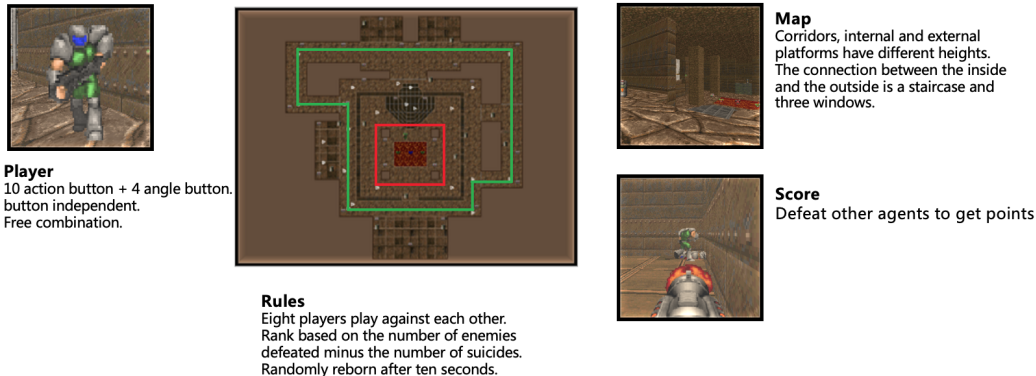 Player
10 action button + 4 angle button.
button independent.
Free combination.
Rules
Eight players play against each other.
Rank based on the number of enemies
defeated minus the number of suicides.
Randomly reborn after ten seconds.
Map
Corridors, internal and external
platforms have different heights.
The connection between the inside
and the outside is a staircase and
three windows.
Score
Defeat other agents to get points